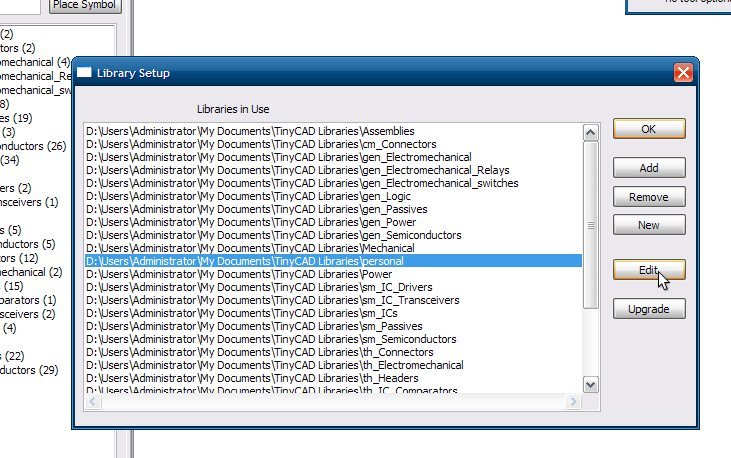 Place Symbol
no tool option
(2)
tors (2)
omechanical (4)
omechanical_Re
omechanical_sw
8)
es (19)
(3)
onductors (26)
(34)
ers (2)
nsceivers (1)
s (5)
nductors (5)
tors (12)
mechanical (2)
s (15)
parators (1)
sceivers (2)
(4)
s (22)
ductors (29)
Library Setup
Libraries in Use
D:\Users\Administrator\My Documents\TinyCAD Libraries\Assemblies
D:\Users\Administrator\My Documents\TinyCAD Libraries\cm_Connectors
D:\Users\Administrator\My Documents\TinyCAD Libraries\gen_Electromechanical
D:\Users\Administrator\My Documents\TinyCAD Libraries\gen_Electromechanical_Relays
D:\Users\Administrator\My Documents\TinyCAD Libraries\gen_Electromechanical_switches
D:\Users\Administrator\My Documents\TinyCAD Libraries\gen_Logic
D:\Users\Administrator\My Documents\TinyCAD Libraries\gen_Passives
D:\Users\Administrator\My Documents\TinyCAD Libraries\gen_Power
D:\Users\Administrator\My Documents\TinyCAD Libraries\gen_Semiconductors
D:\Users\Administrator\My Documents\TinyCAD Libraries\Mechanical
D:\Users\Administrator\My Documents\TinyCAD Libraries\personal
D:\Users\Administrator\My Documents\TinyCAD Libraries\Power
D:\Users\Administrator\My Documents\TinyCAD Libraries\sm_IC_Drivers
D:\Users\Administrator\My Documents\TinyCAD Libraries\sm_IC_Transceivers
D:\Users\Administrator\My Documents\TinyCAD Libraries\sm_ICs
D:\Users\Administrator\My Documents\TinyCAD Libraries\sm_Passives
D:\Users\Administrator\My Documents\TinyCAD Libraries\sm_Semiconductors
D:\Users\Administrator\My Documents\TinyCAD Libraries\th_Connectors
D:\Users\Administrator\My Documents\TinyCAD Libraries\th_Electromechanical
D:\Users\Administrator\My Documents\TinyCAD Libraries\th_Headers
D:\Users\Administrator\My Documents\TinyCAD Libraries\th_IC_Comparators
OK
Add
Remove
New
Edit
Upgrade